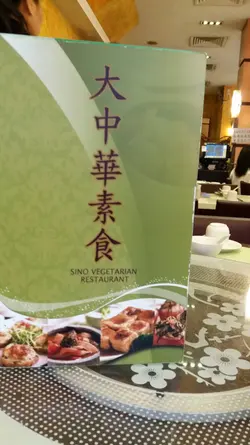 大中華素食
SINO VEGETARIAN
RESTAURANT